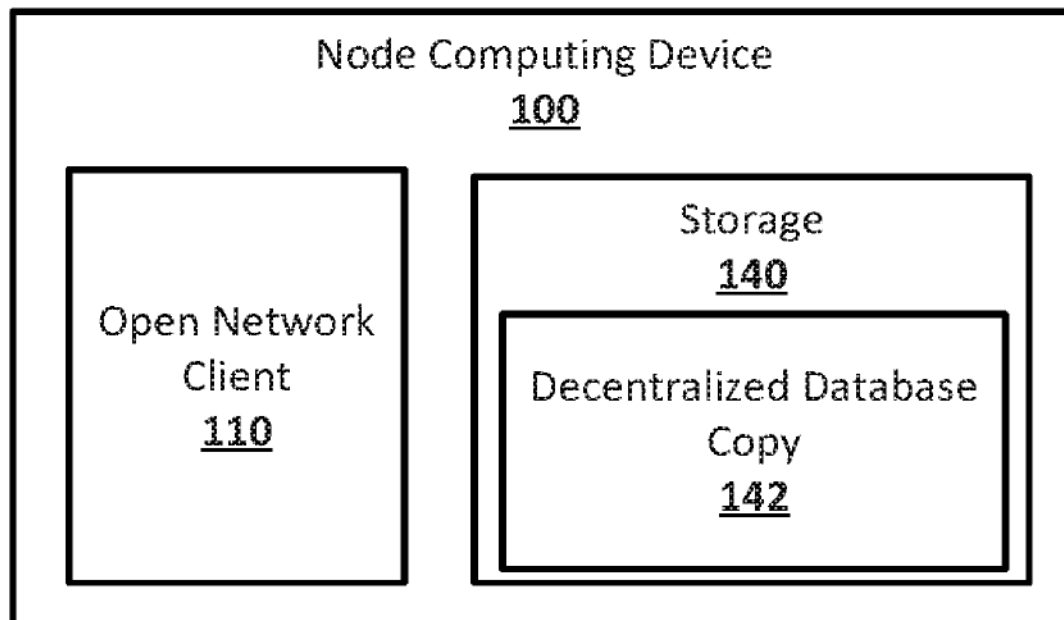 Node Computing Device
100
Open Network
Client
110
Storage
140
Decentralized Database
Copy
142